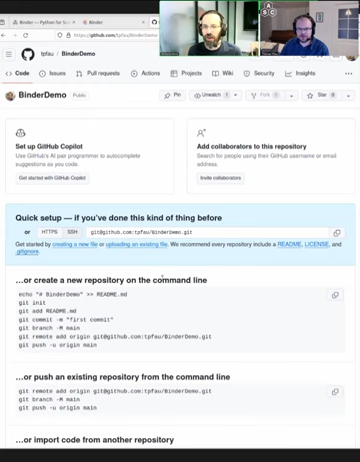 Binder — Python for Sc
Binder
https://github.com/tpfau/BinderDemo
tpfau / BinderDemo
Code
Issues
Pull requests
Actions
Projects
Wiki
Security
Insights
BinderDemo
Public
Pin
Unwatch 1
Fork 0
Star 0
Set up GitHub Copilot
Use GitHub's AI pair programmer to autocomplete
suggestions as you code.
Get started with GitHub Copilot
Add collaborators to this repository
Search for people using their GitHub username or email
address.
Invite collaborators
Quick setup — if you've done this kind of thing before
or
HTTPS
SSH
git@github.com:tpfau/BinderDemo.git
Get started by creating a new file or uploading an existing file. We recommend every repository include a README, LICENSE, and
.gitignore.
...or create a new repository on the command line
echo "# BinderDemo" >> README.md
git init
git add README.md
git commit -m "first commit"
git branch -M main
git remote add origin git@github.com:tpfau/BinderDemo.git
git push -u origin main
...or push an existing repository from the command line
git remote add origin git@github.com:tpfau/BinderDemo.git
git branch -M main
git push -u origin main
...or import code from another repository